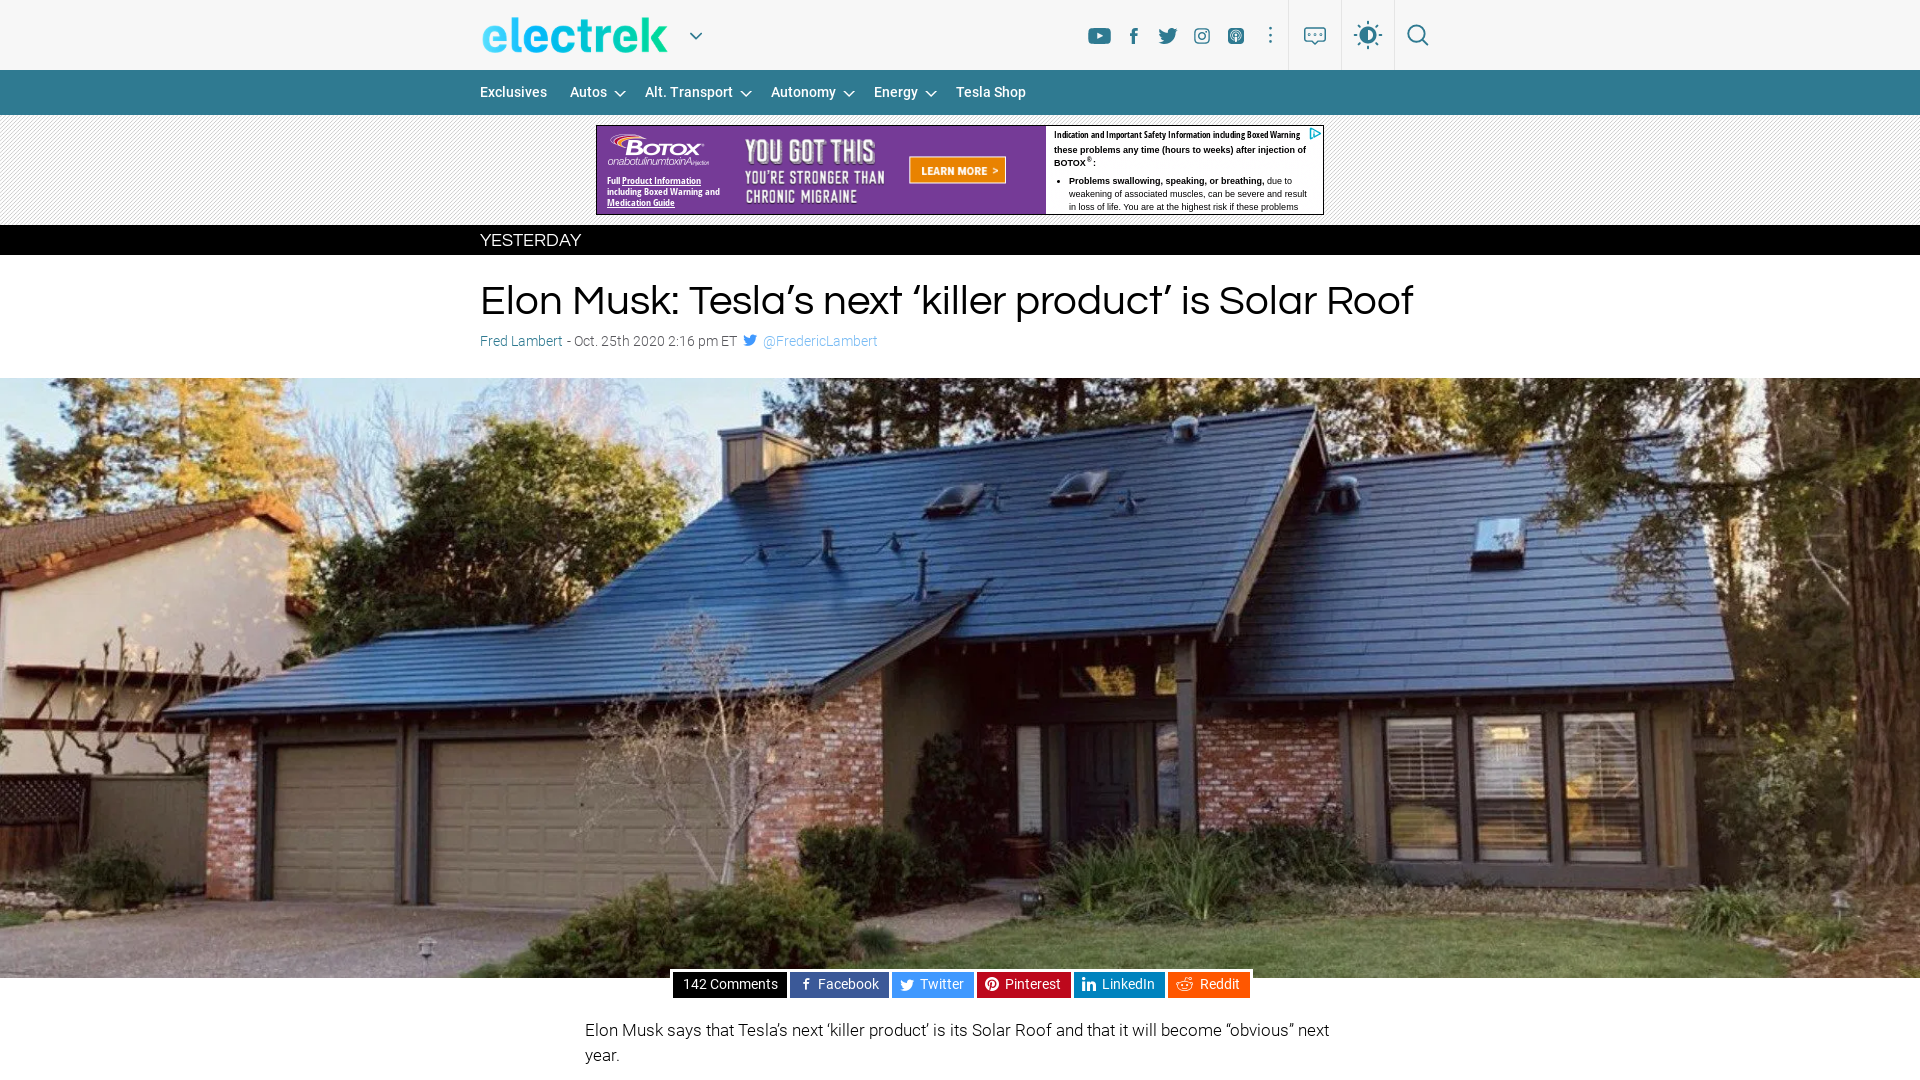 electrek
Exclusives
Autos
Alt. Transport
Autonomy
Energy
Tesla Shop
BOTOX
onabotulinumtoxinA injection
Full Product Information
including Boxed Warning and
Medication Guide
YOU GOT THIS
YOU'RE STRONGER THAN
CHRONIC MIGRAINE
LEARN MORE >
Indication and Important Safety Information including Boxed Warning
these problems any time (hours to weeks) after injection of
BOTOX®:
• Problems swallowing, speaking, or breathing, due to
weakening of associated muscles, can be severe and result
in loss of life. You are at the highest risk if these problems
YESTERDAY
Elon Musk: Tesla’s next ‘killer product’ is Solar Roof
Fred Lambert - Oct. 25th 2020 2:16 pm ET @FredericLambert
142 Comments
Facebook
Twitter
Pinterest
LinkedIn
Reddit
Elon Musk says that Tesla’s next ‘killer product’ is its Solar Roof and that it will become “obvious” next
year.